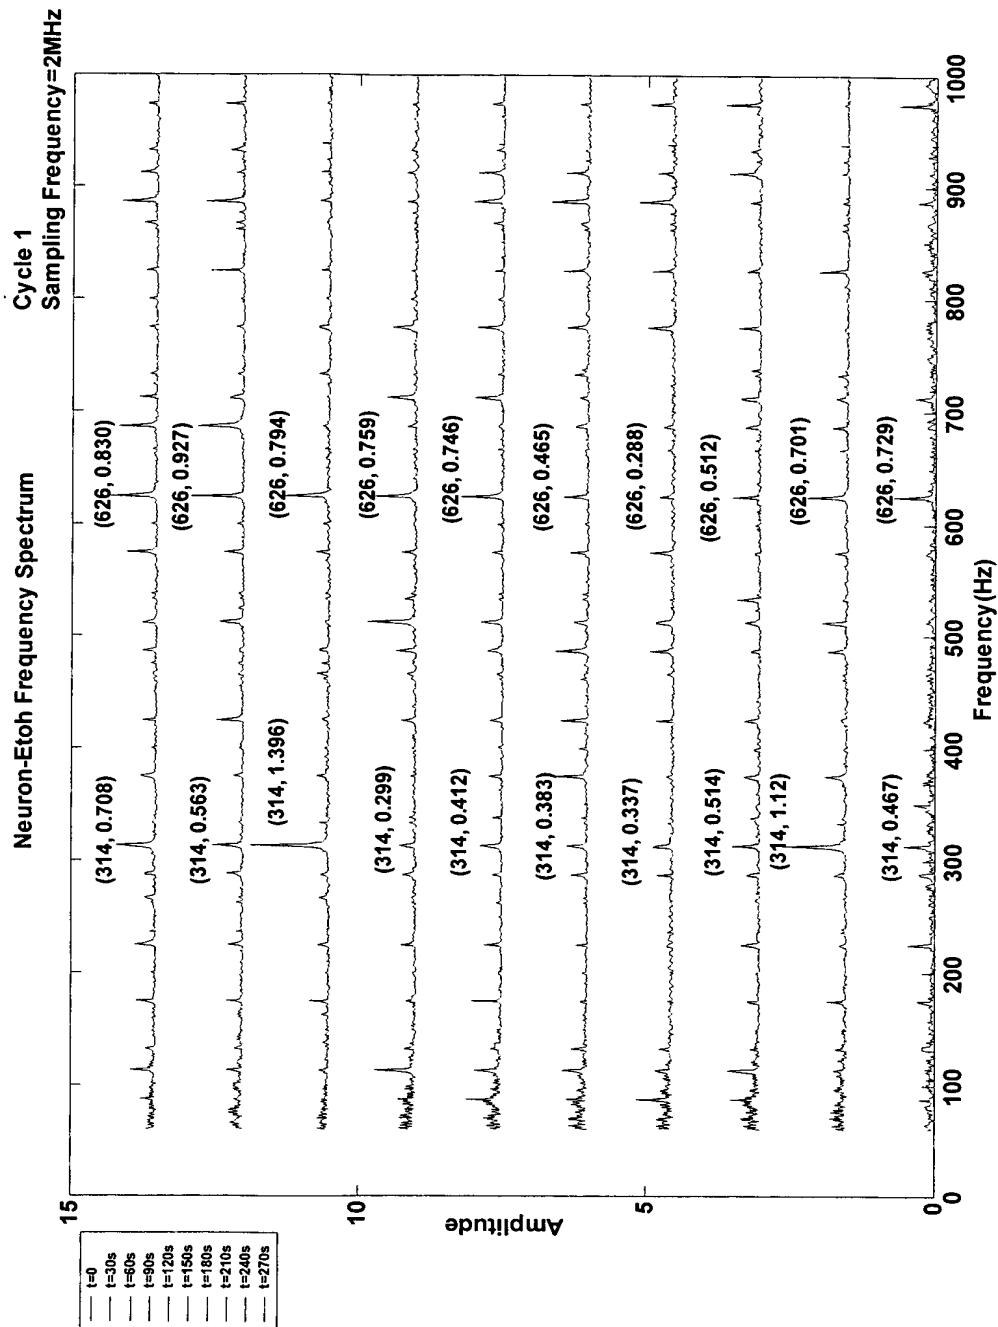 Neuron-Etoh Frequency Spectrum
Cycle 1
Sampling Frequency=2MHz
t=0
t=30s
t=60s
t=90s
t=120s
t=150s
t=180s
t=210s
t=240s
t=270s
Amplitude
15
10
5
0
(314, 0.708)
(626, 0.830)
(314, 0.563)
(626, 0.927)
(314, 1.396)
(626, 0.794)
(314, 0.299)
(626, 0.759)
(314, 0.412)
(626, 0.746)
(314, 0.383)
(626, 0.465)
(314, 0.337)
(626, 0.288)
(314, 0.514)
(626, 0.512)
(314, 1.12)
(626, 0.701)
(314, 0.467)
(626, 0.729)
0 100 200 300 400 500 600 700 800 900 1000
Frequency(Hz)